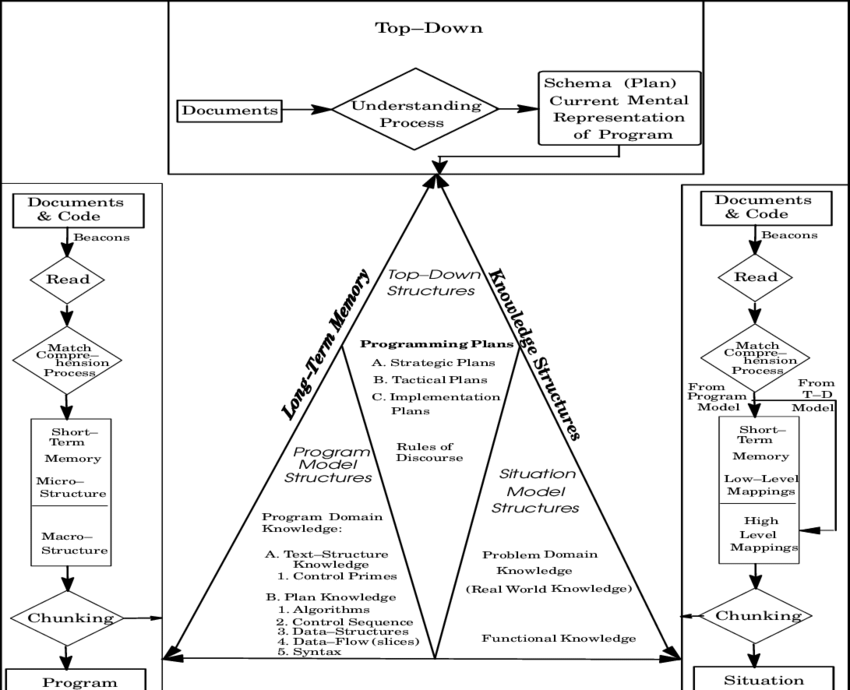 Top–Down
Documents
Understanding
Process
Schema (Plan)
Current Mental
Representation
of Program
Documents
& Code
Beacons
Read
Match
Compre–
hension
Process
Short–
Term
Memory
Micro–
Structure
Macro–
Structure
Chunking
Program
Long-Term Memory
Knowledge Structures
Top–Down
Structures
Programming Plans
A. Strategic Plans
B. Tactical Plans
C. Implementation
Plans
Rules of
Discourse
Program
Model
Structures
Program Domain
Knowledge:
A. Text–Structure
Knowledge
1. Control Primes
B. Plan Knowledge
1. Algorithms
2. Control Sequence
3. Data–Structures
4. Data–Flow (slices)
5. Syntax
Situation
Model
Structures
Problem Domain
Knowledge
(Real World Knowledge)
Functional Knowledge
Documents
& Code
Beacons
Read
Match
Compre–
hension
Process
From
Program
Model
From
T–D
Model
Short–
Term
Memory
Low–Level
Mappings
High
Level
Mappings
Chunking
Situation